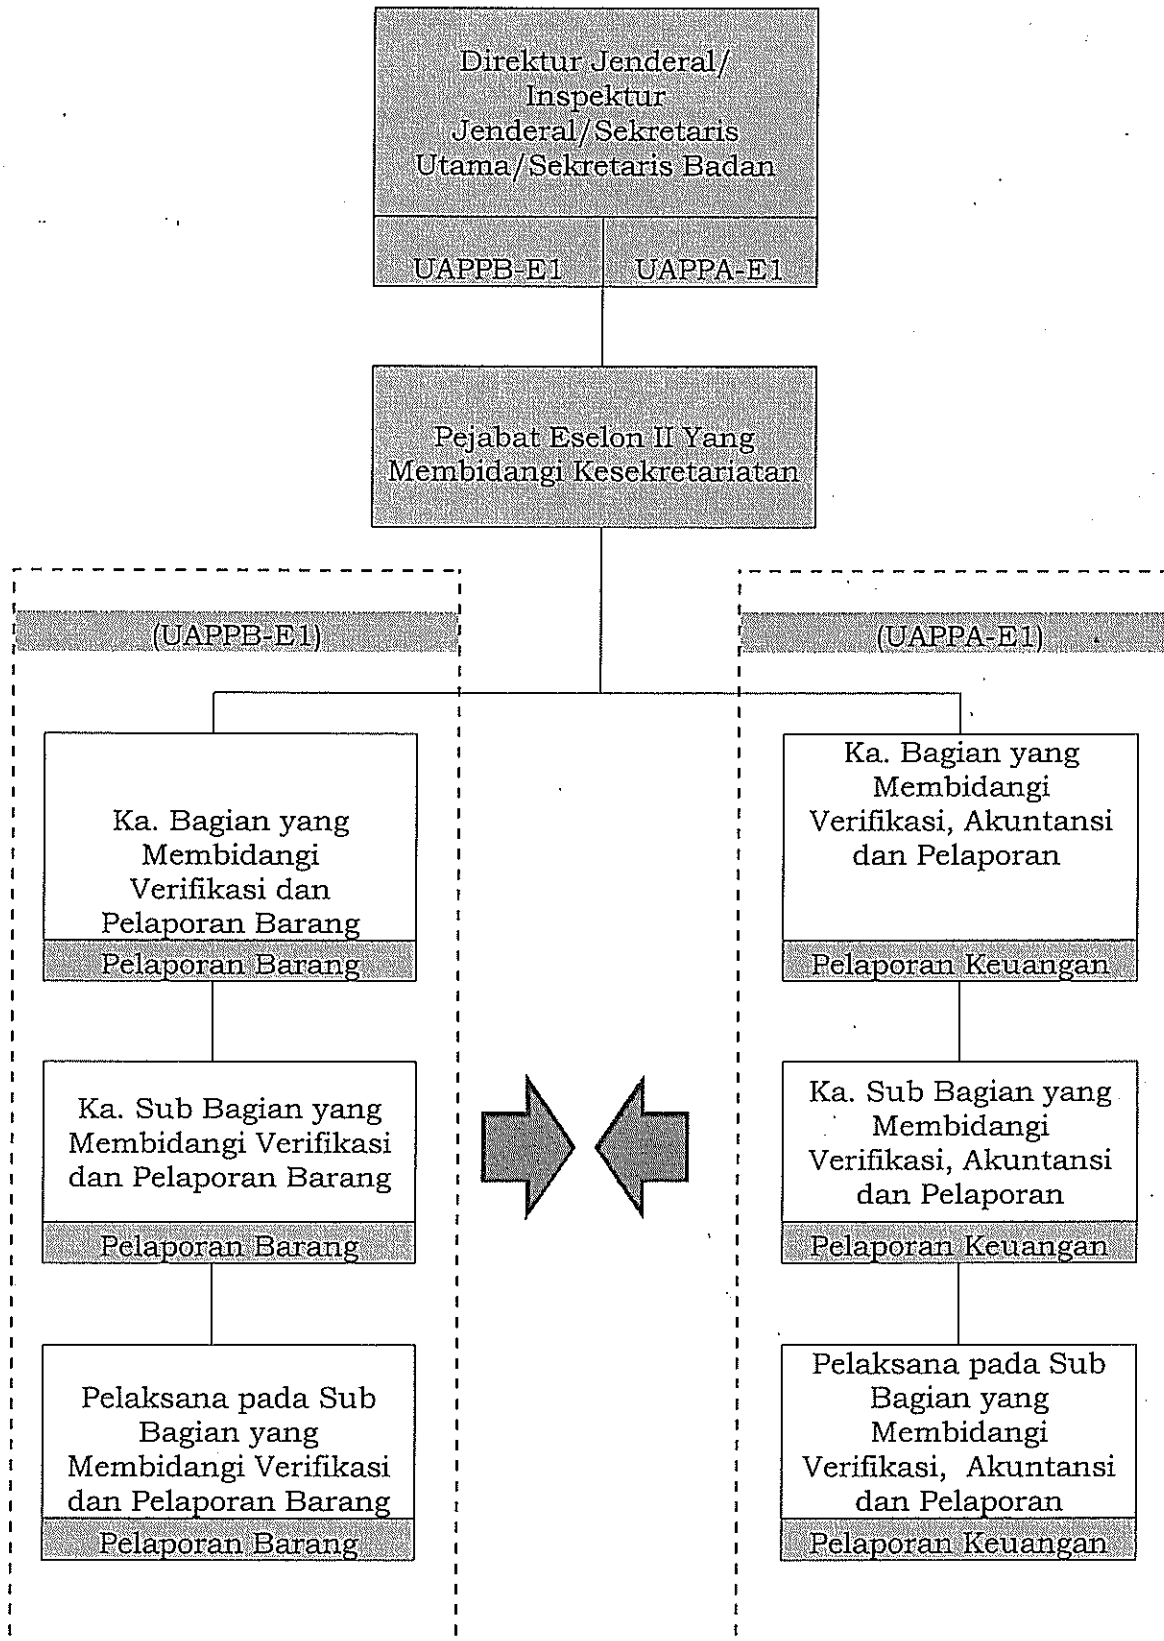 Direktur Jenderal/
Inspektur
Jenderal/Sekretaris
Utama/Sekretaris Badan
UAPPB-E1
UAPPA-E1
Pejabat Eselon II Yang
Membidangi Kesekretariatan
(UAPPB-E1)
Ka. Bagian yang
Membidangi
Verifikasi dan
Pelaporan Barang
Pelaporan Barang
Ka. Sub Bagian yang
Membidangi Verifikasi
dan Pelaporan Barang
Pelaporan Barang
Pelaksana pada Sub
Bagian yang
Membidangi Verifikasi
dan Pelaporan Barang
Pelaporan Barang
(UAPPA-E1)
Ka. Bagian yang
Membidangi
Verifikasi, Akuntansi
dan Pelaporan
Pelaporan Keuangan
Ka. Sub Bagian yang
Membidangi
Verifikasi, Akuntansi
dan Pelaporan
Pelaporan Keuangan
Pelaksana pada Sub
Bagian yang
Membidangi
Verifikasi, Akuntansi
dan Pelaporan
Pelaporan Keuangan